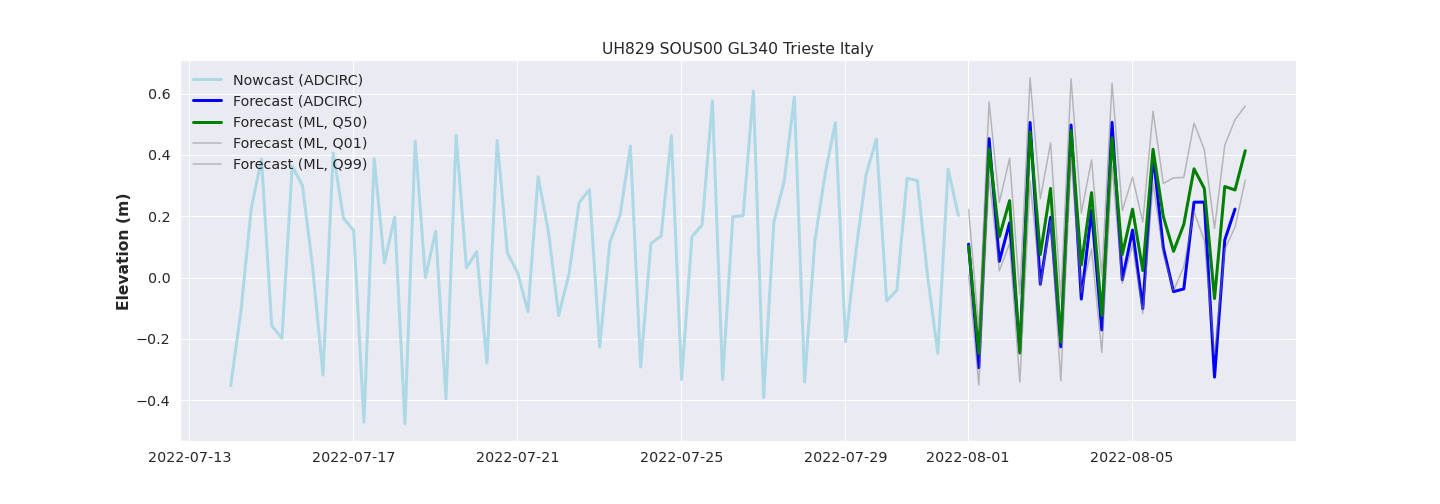 UH829 SOUS00 GL340 Trieste Italy
Nowcast (ADCIRC)
Forecast (ADCIRC)
Forecast (ML, Q50)
Forecast (ML, Q01)
Forecast (ML, Q99)
Elevation (m)
0.6
0.4
0.2
0.0
−0.2
−0.4
2022-07-13 2022-07-17 2022-07-21 2022-07-25 2022-07-29 2022-08-01 2022-08-05